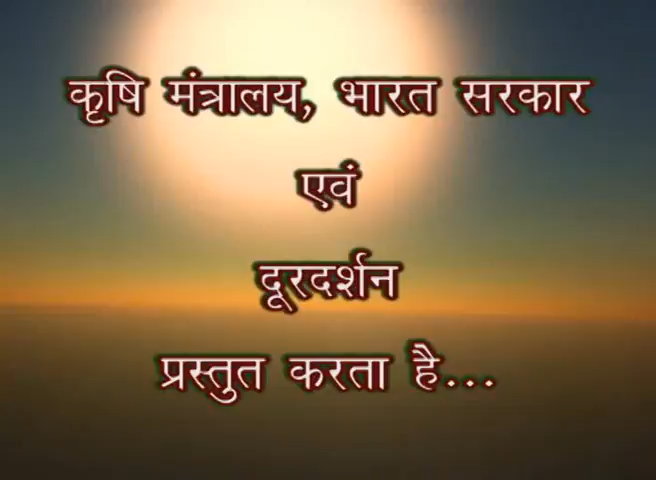 कृषि मंत्रालय, भारत सरकार
एवं
दूरदर्शन
प्रस्तुत करता है...